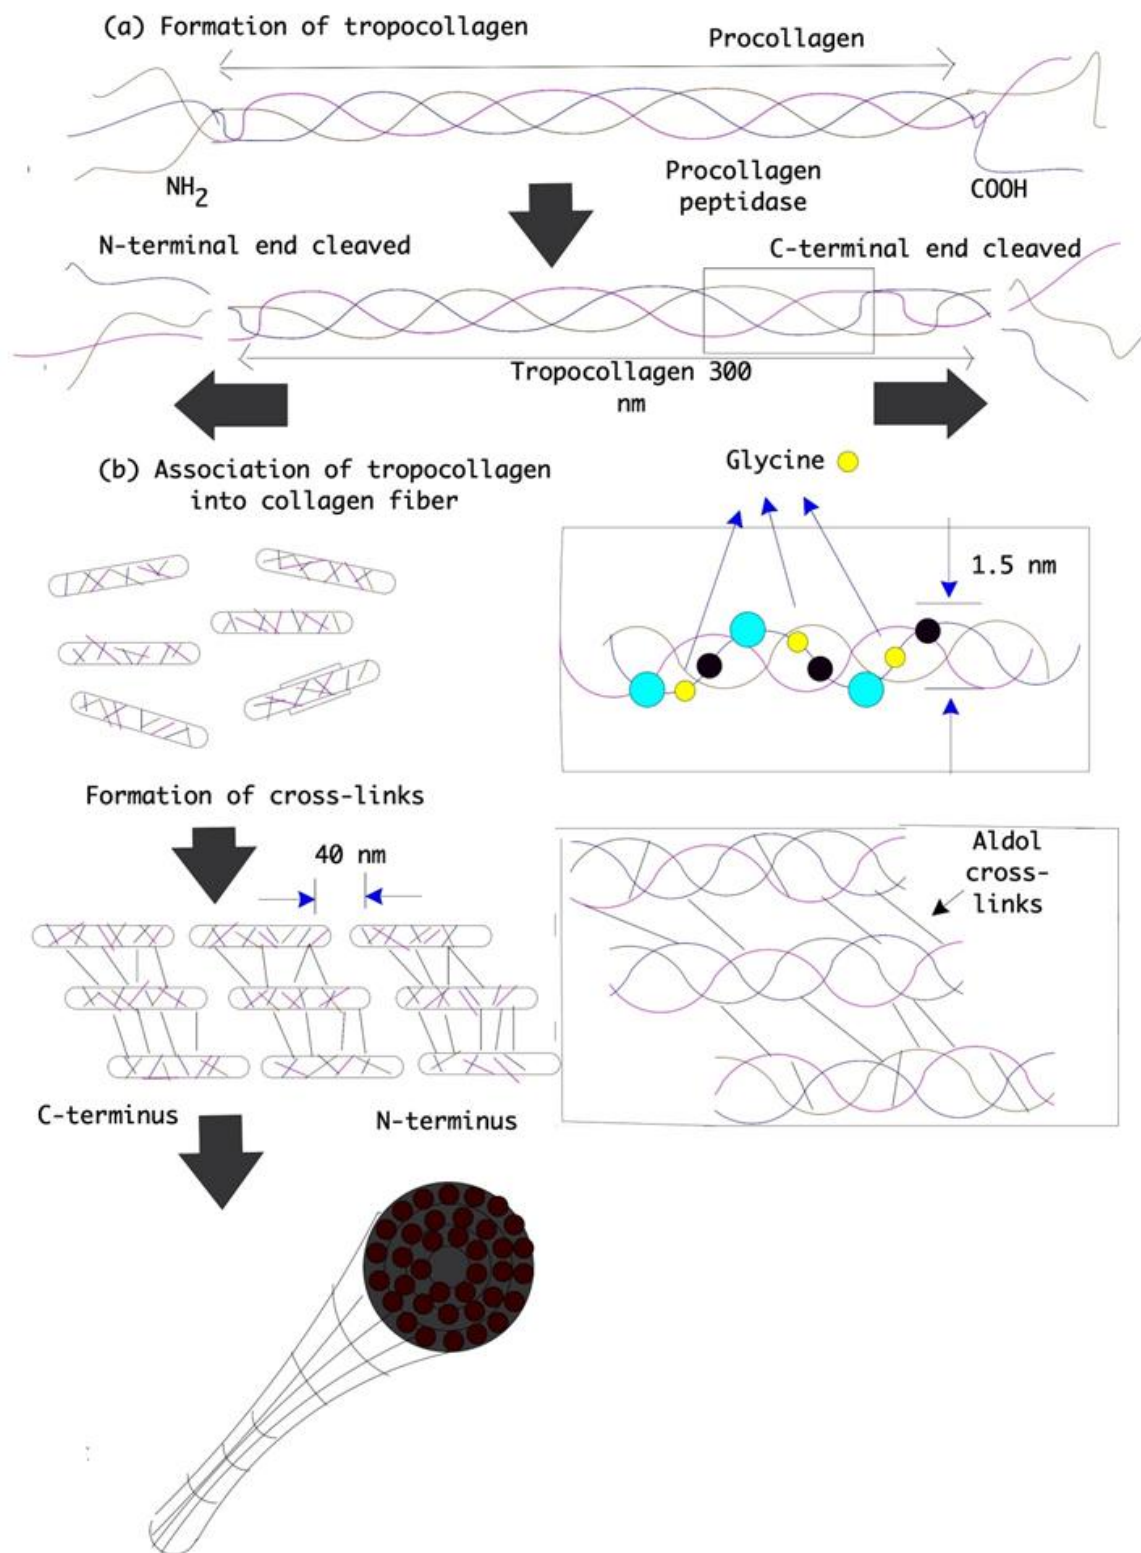 (a) Formation of tropocollagen
Procollagen
NH2
Procollagen
peptidase
COOH
N-terminal end cleaved
C-terminal end cleaved
Tropocollagen 300
nm
(b) Association of tropocollagen
into collagen fiber
Glycine
1.5 nm
Formation of cross-links
40 nm
Aldol
cross-
links
C-terminus
N-terminus